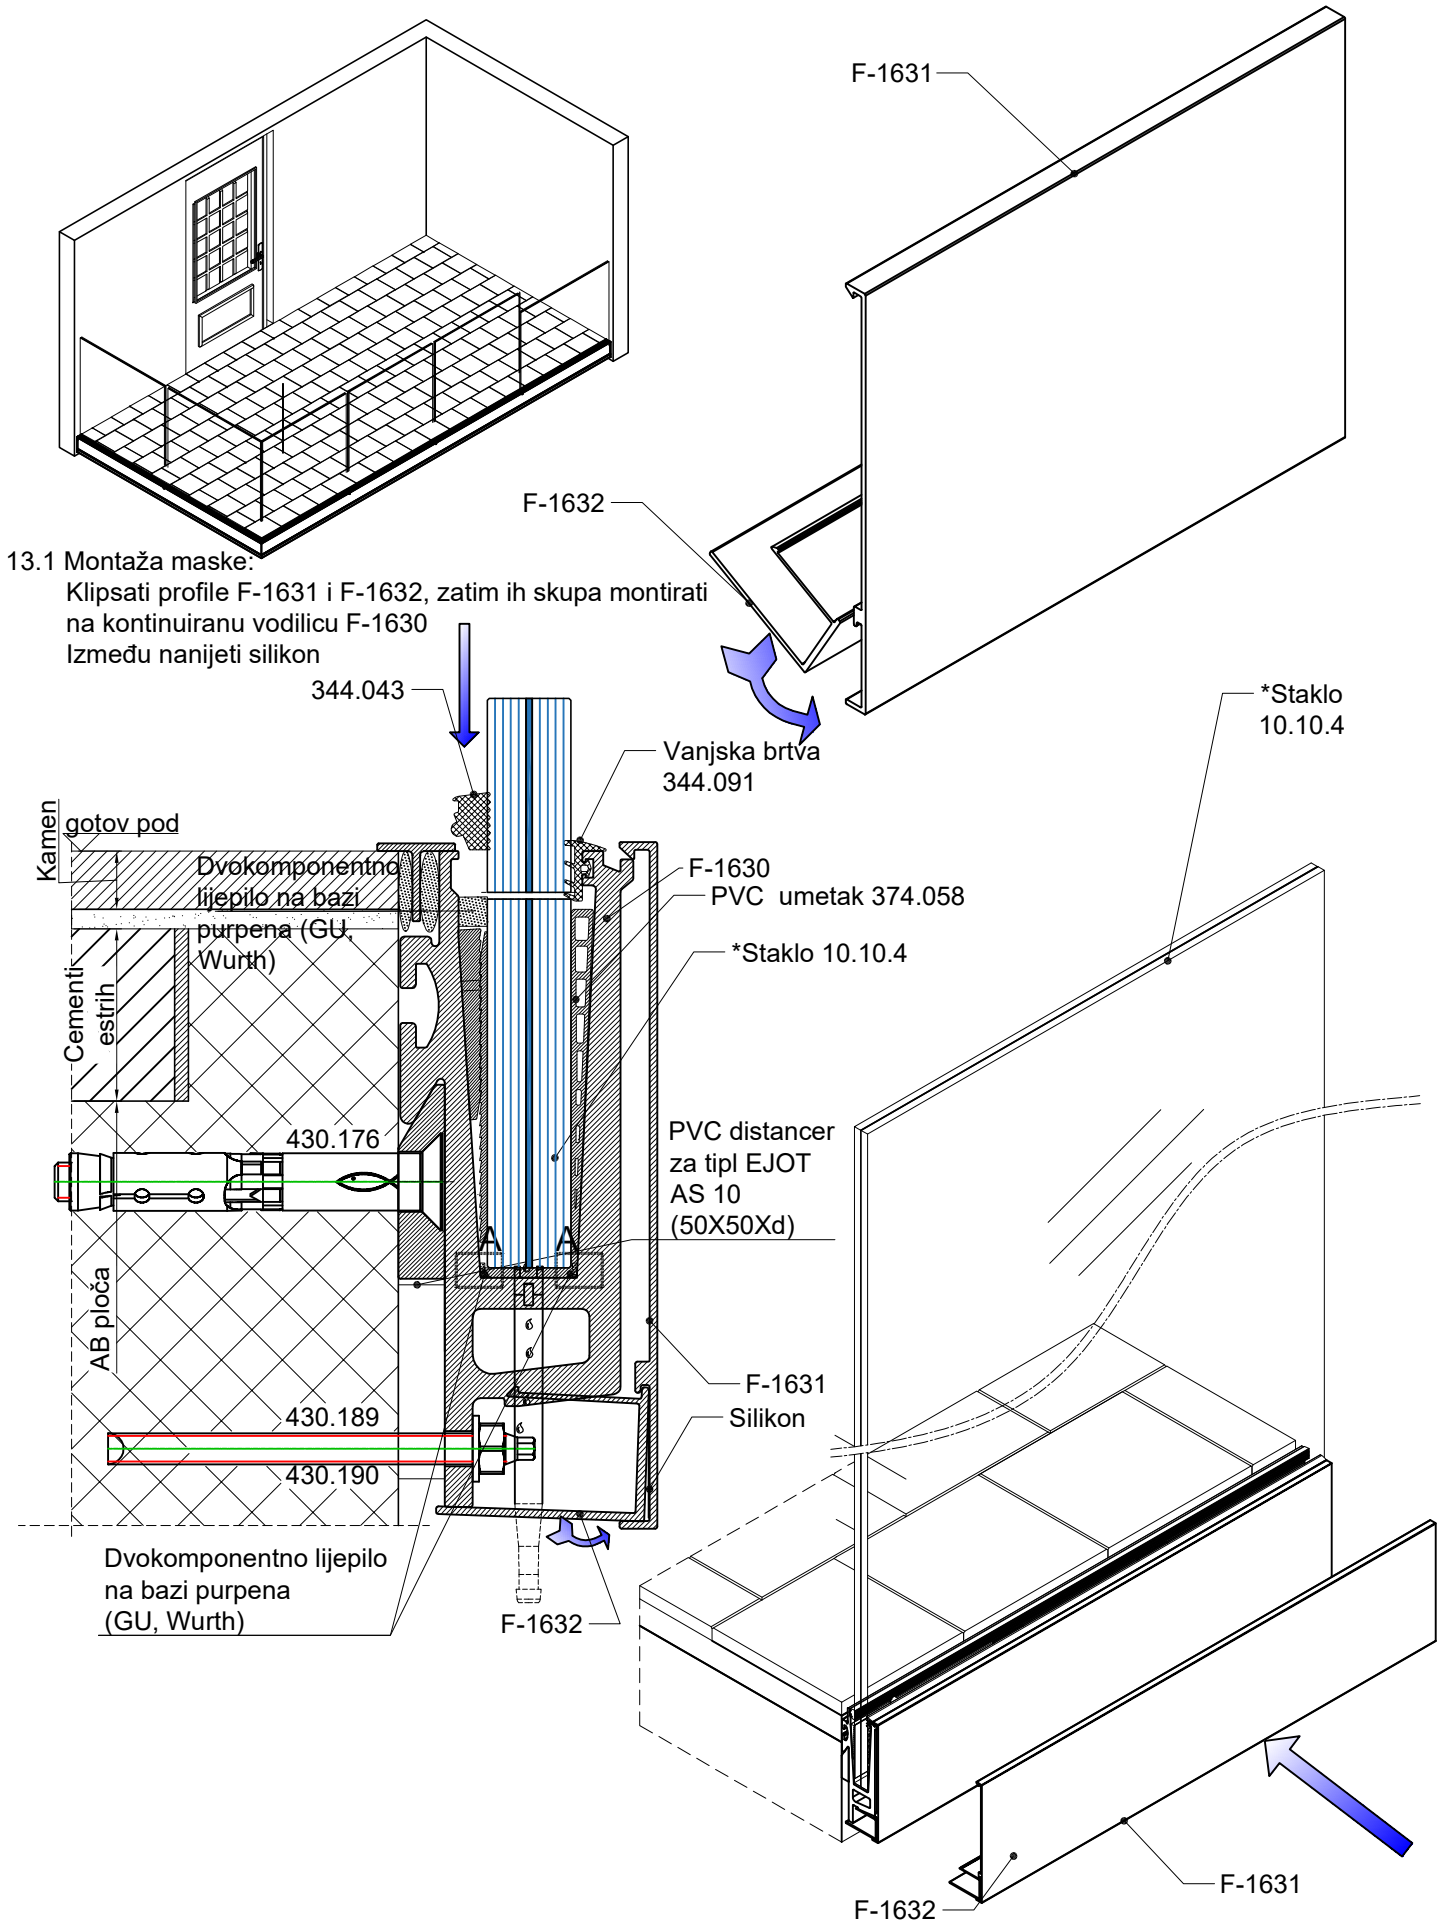 F-1631
F-1632
13.1 Montaža maske:
Klipsati profile F-1631 i F-1632, zatim ih skupa montirati
na kontinuiranu vodilicu F-1630
Između nanijeti silikon
344.043
*Staklo
10.10.4
Vanjska brtva
344.091
Kamen
gotov pod
Dvokomponentno
lijepilo na bazi
purpena (GU,
Wurth)
F-1630
PVC umetak 374.058
*Staklo 10.10.4
Cementi
estrih
430.176
PVC distancer
za tipl EJOT
AS 10
(50X50Xd)
A
A
AB ploča
F-1631
Silikon
430.189
430.190
Dvokomponentno lijepilo
na bazi purpena
(GU, Wurth)
F-1632
F-1631
F-1632